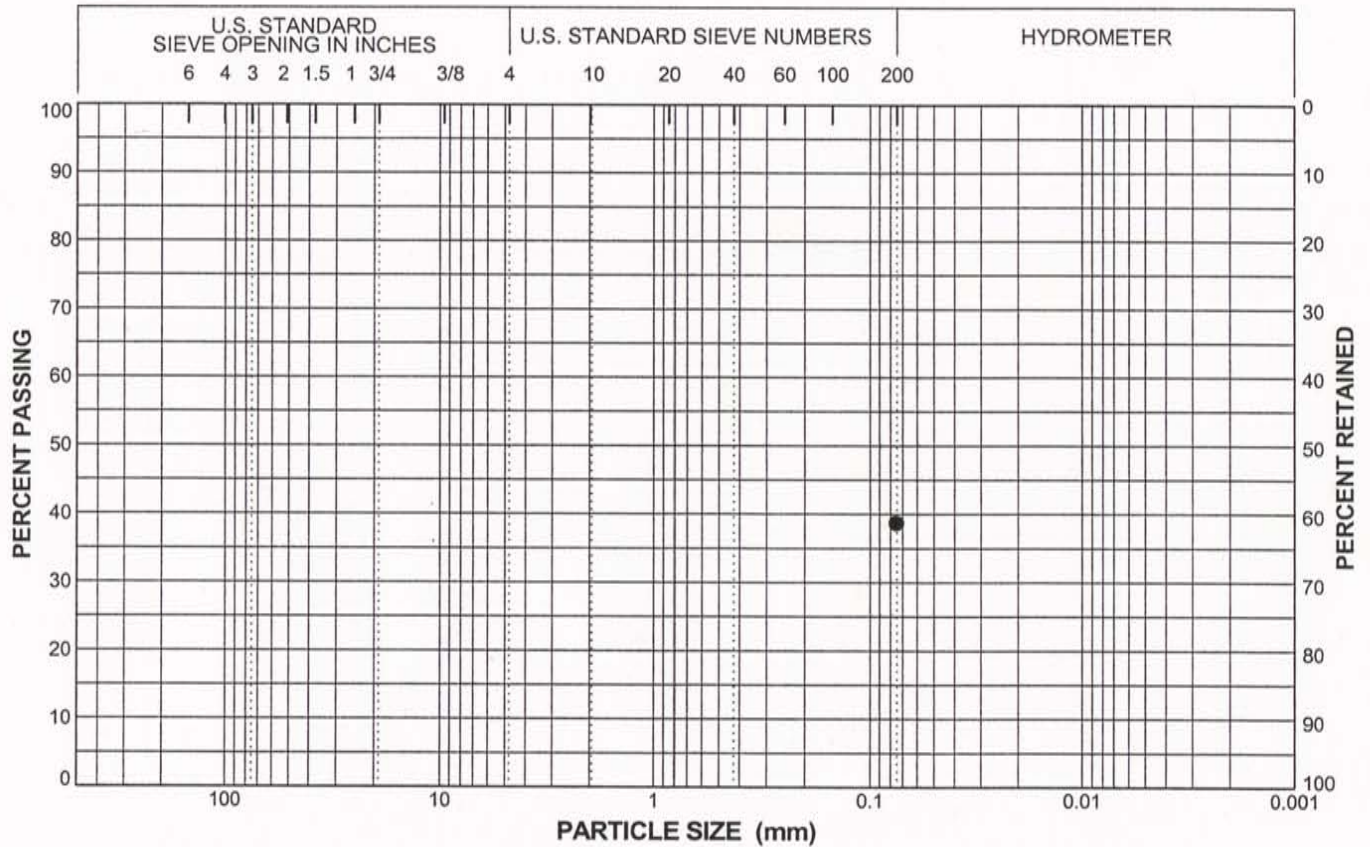 U.S. STANDARD
SIEVE OPENING IN INCHES
U.S. STANDARD SIEVE NUMBERS
HYDROMETER
6 4 3 2 1.5 1 3/4 3/8 4 10 20 40 60 100 200
100
90
80
70
60
50
40
30
20
10
0
PERCENT PASSING
0
10
20
30
40
50
60
70
80
90
100
PERCENT RETAINED
100 10 1 0.1 0.01 0.001
PARTICLE SIZE (mm)